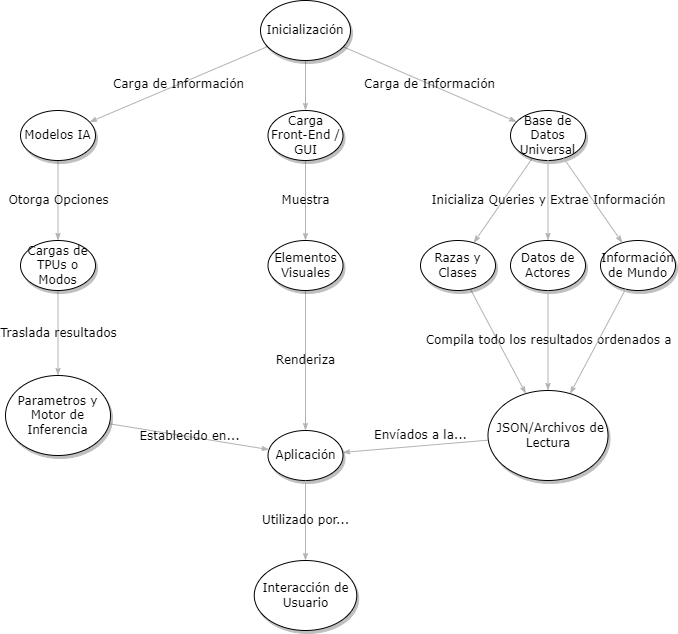 Inicialización
Carga de Información
Carga de Información
Modelos IA
Carga
Front-End /
GUI
Base de
Datos
Universal
Otorga Opciones
Muestra
Inicializa Queries y Extrae Información
Cargas de
TPUs o
Modos
Elementos
Visuales
Razas y
Clases
Datos de
Actores
Información
de Mundo
Traslada resultados
Renderiza
Compila todo los resultados ordenados a
Parametros y
Motor de
Inferencia
JSON/Archivos de
Lectura
Establecido en...
Envíados a la...
Aplicación
Utilizado por...
Interacción de
Usuario